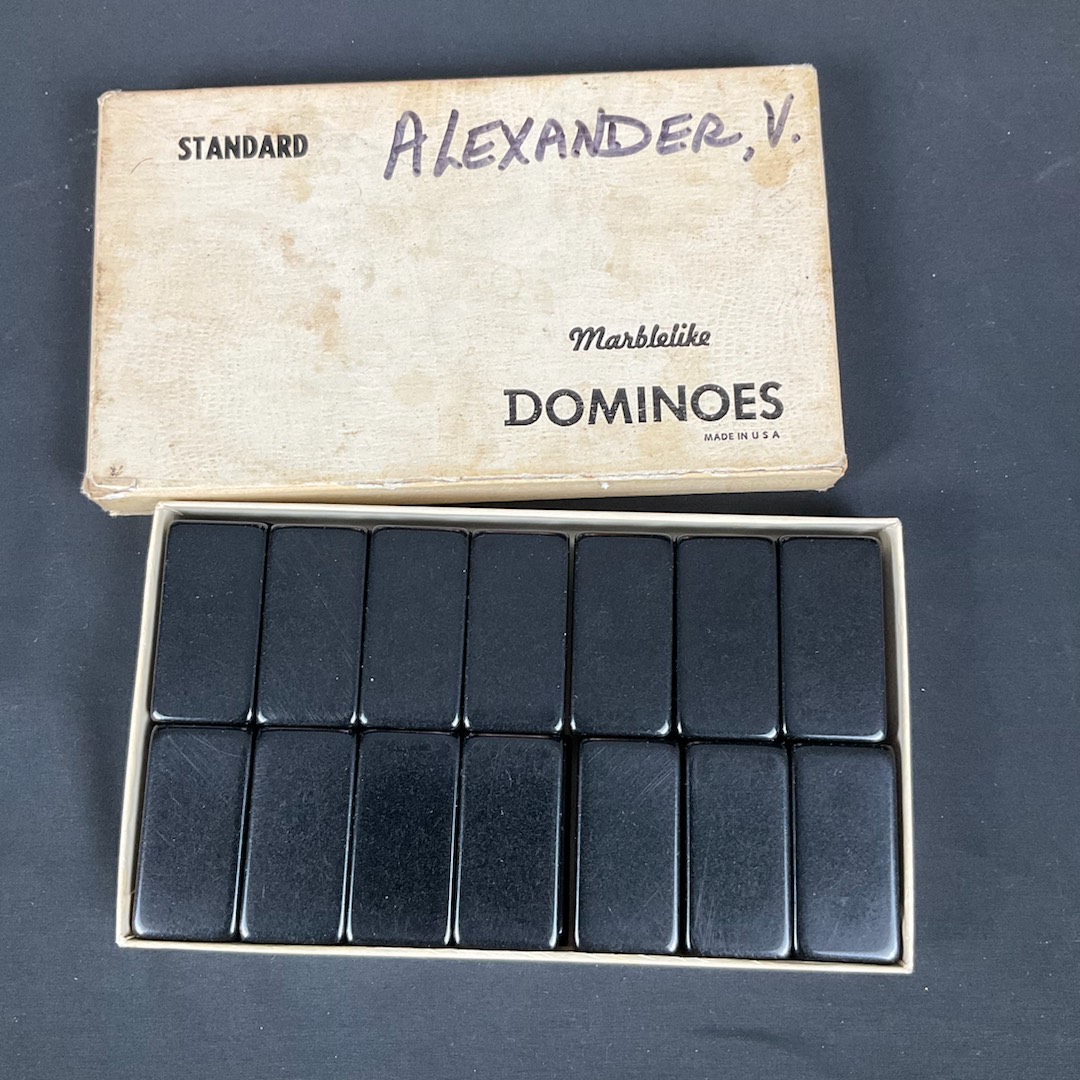 STANDARD
ALEXANDER, V.
Marblelike
DOMINOES
MADE IN U S A